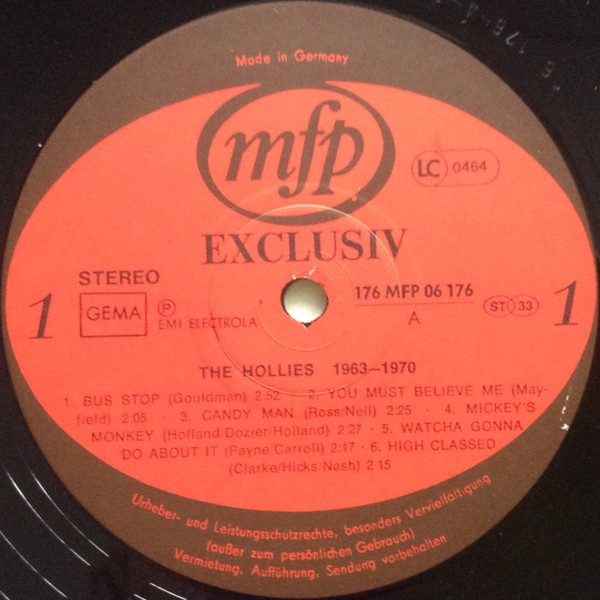 Made in Germany
mfp
LC 0464
EXCLUSIV
STEREO
176 MFP 06 176
1 GEMA P EMI ELECTROLA A ST 33 1
THE HOLLIES 1963—1970
1. BUS STOP (Gouldman) 2:52 · 2. YOU MUST BELIEVE ME (May-
field) 2:05 · 3. CANDY MAN (Ross/Neil) 2:25 · 4. MICKEY'S
MONKEY (Holland/Dozier/Holland) 2:27 · 5. WATCHA GONNA
DO ABOUT IT (Payne/Carroll) 2:17 · 6. HIGH CLASSED
(Clarke/Hicks/Nash) 2:15
Urheber- und Leistungsschutzrechte, besonders Vervielfältigung
(außer zum persönlichen Gebrauch)
Vermietung, Aufführung, Sendung vorbehalten